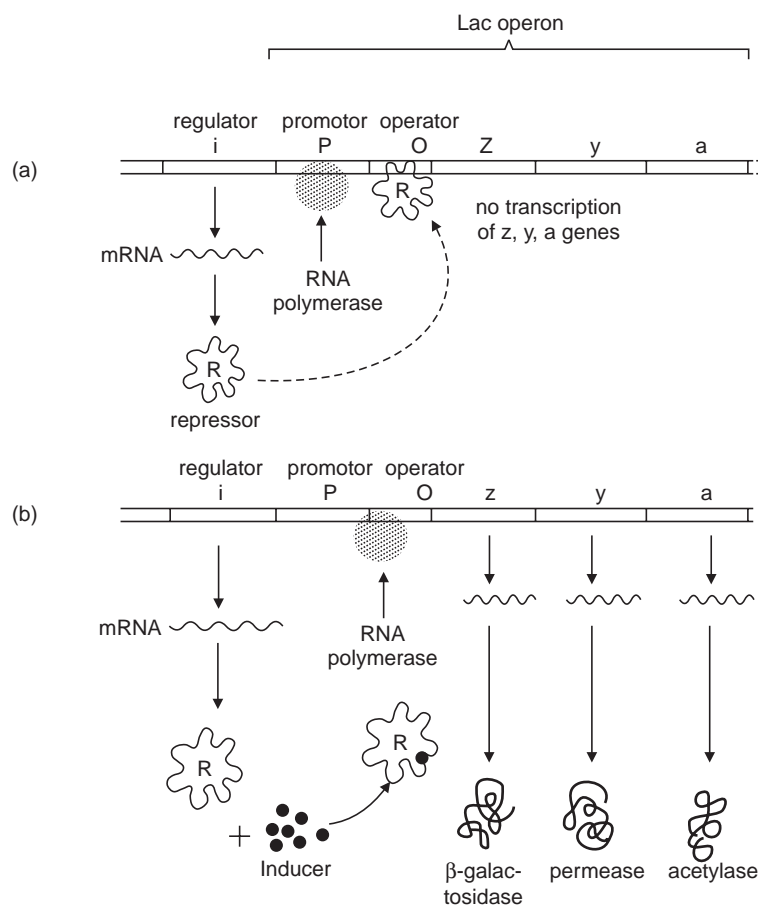 Lac operon
regulator promotor operator
i P O Z y a
(a)
R
no transcription
of z, y, a genes
mRNA
RNA
polymerase
R
repressor
regulator promotor operator
i P O z y a
(b)
mRNA
RNA
polymerase
R
R
+
Inducer
β-galac-
tosidase
permease
acetylase